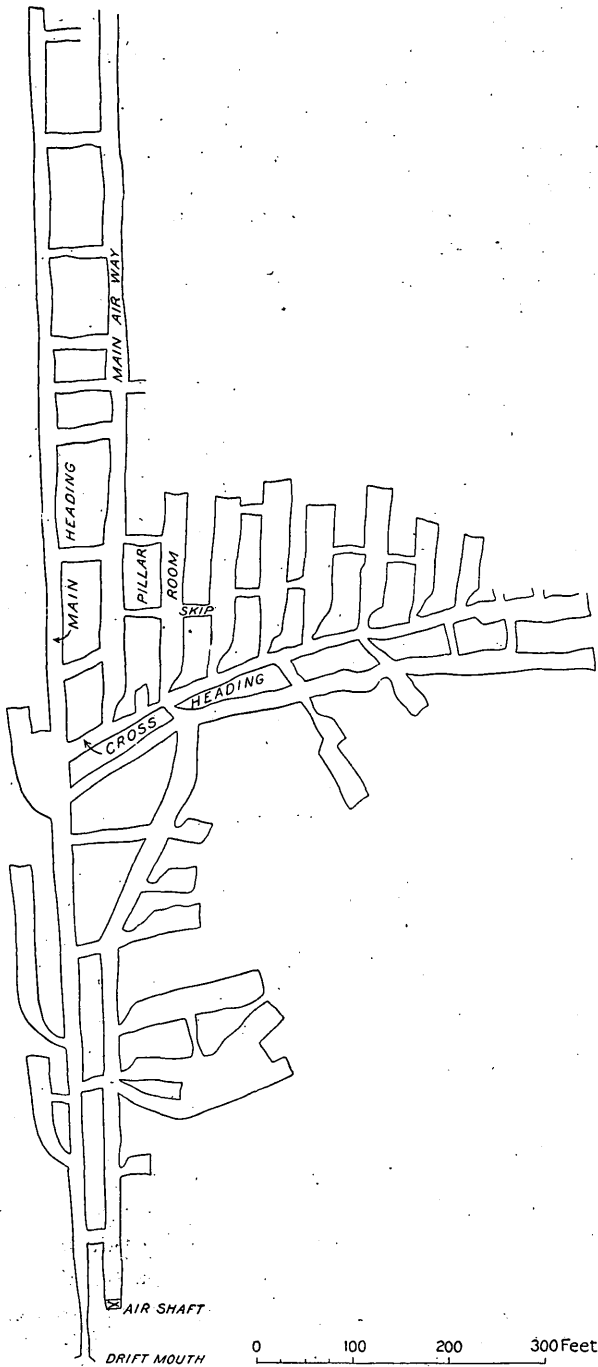 MAIN AIR WAY
HEADING
MAIN
PILLAR
ROOM
SKIP
HEADING
CROSS
AIR SHAFT
DRIFT MOUTH
0 100 200 300 Feet